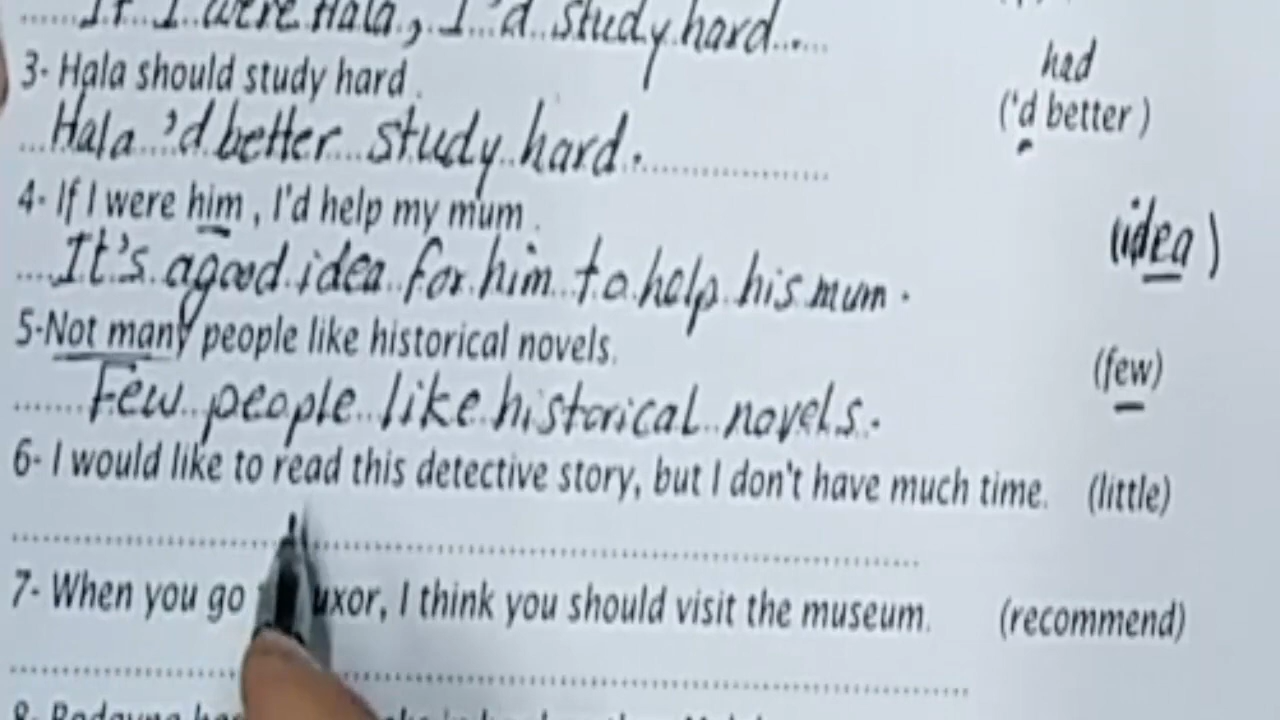 If I were Hala, I'd study hard.
3- Hala should study hard .
had
('d better )
Hala 'd better study hard.
4- If I were him , I'd help my mum .
(idea )
It's a good idea for him to help his mum .
5-Not many people like historical novels.
(few)
Few people like historical novels.
6- I would like to read this detective story, but I don't have much time. (little)
7- When you go uxor, I think you should visit the museum. (recommend)